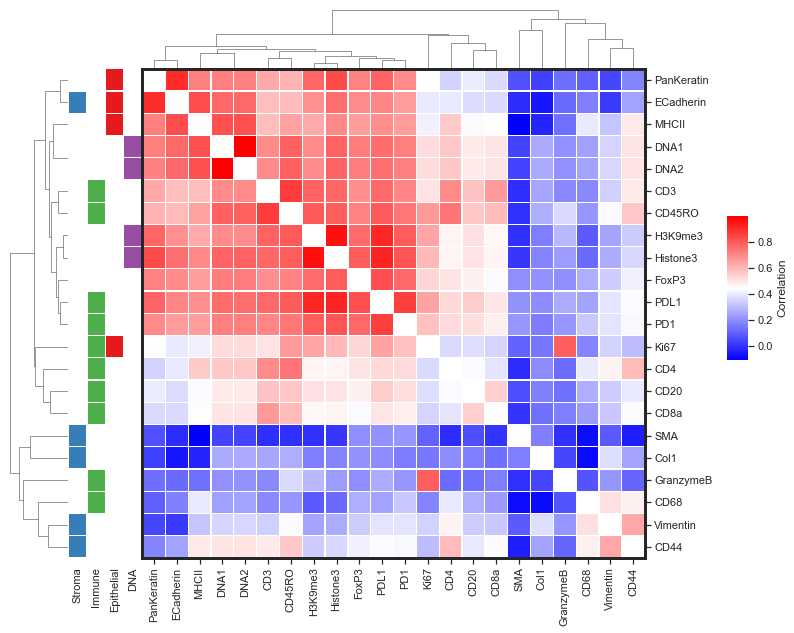 PanKeratin
ECadherin
MHCII
DNA1
DNA2
CD3
CD45RO
H3K9me3
Histone3
FoxP3
PDL1
PD1
Ki67
CD4
CD20
CD8a
SMA
Col1
GranzymeB
CD68
Vimentin
CD44
0.8
0.6
0.4
0.2
0.0
Correlation
Stroma
Immune
Epithelial
DNA
PanKeratin
ECadherin
MHCII
DNA1
DNA2
CD3
CD45RO
H3K9me3
Histone3
FoxP3
PDL1
PD1
Ki67
CD4
CD20
CD8a
SMA
Col1
GranzymeB
CD68
Vimentin
CD44